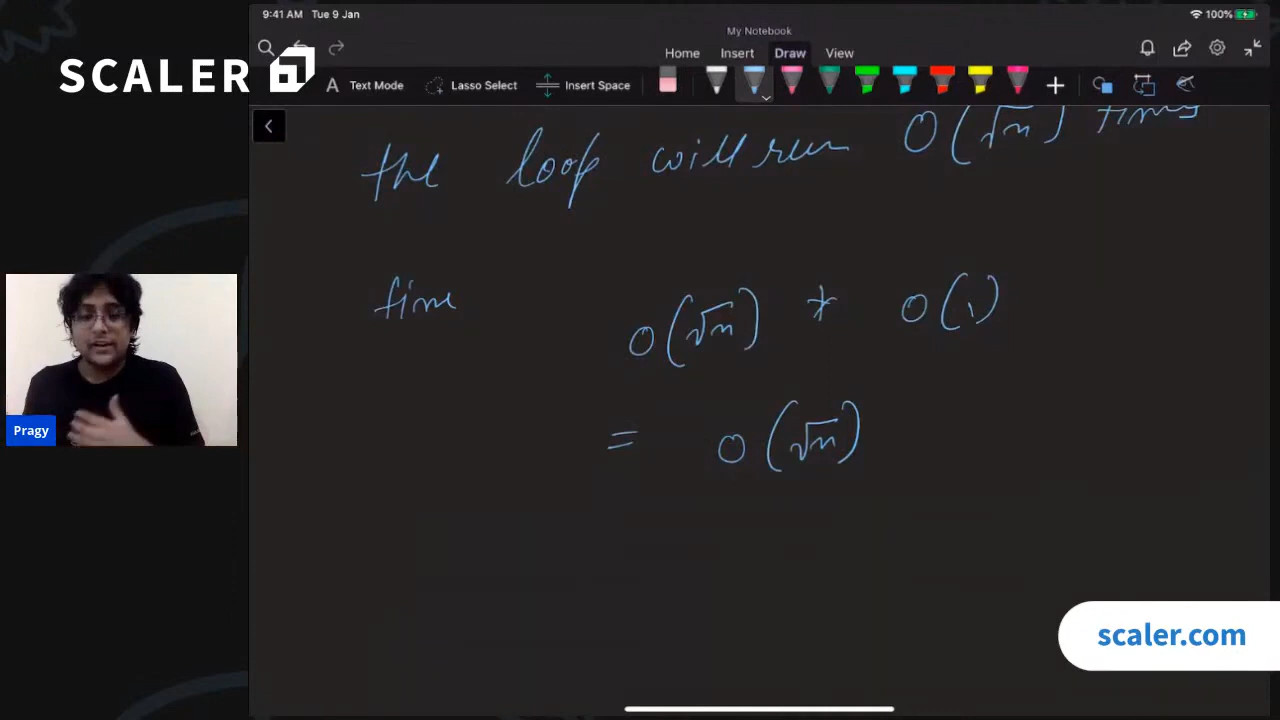 9:41 AM Tue 9 Jan
100%
My Notebook
SCALER
Home Insert Draw View
A Text Mode Lasso Select Insert Space
the loop will run O(√n) times
time O(√n) * O(1)
= O(√n)
Pragy
scaler.com